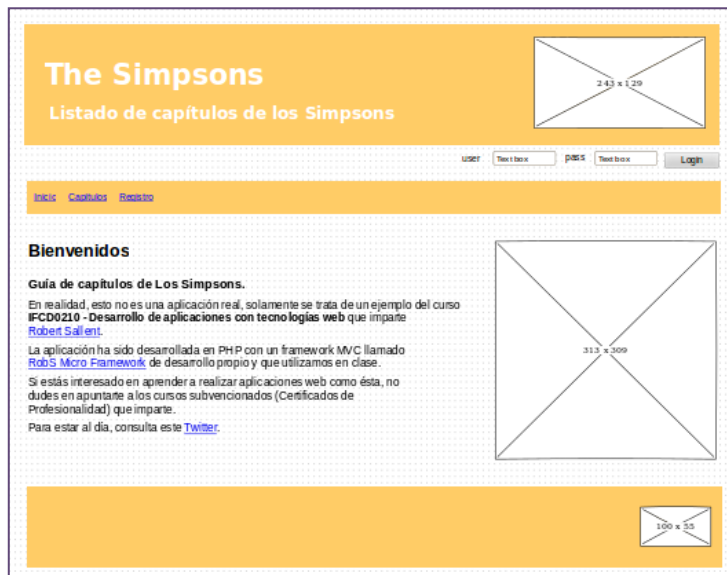 The Simpsons
Listado de capítulos de los Simpsons
243 x 129
user Text box pass Text box Login
Inicio Capítulos Registro
Bienvenidos
Guía de capítulos de Los Simpsons.
En realidad, esto no es una aplicación real, solamente se trata de un ejemplo del curso
IFCD0210 - Desarrollo de aplicaciones con tecnologías web que imparte
Robert Sallent.
La aplicación ha sido desarrollada en PHP con un framework MVC llamado
RobS Micro Framework de desarrollo propio y que utilizamos en clase.
Si estás interesado en aprender a realizar aplicaciones web como ésta, no
dudes en apuntarte a los cursos subvencionados (Certificados de
Profesionalidad) que imparte.
Para estar al día, consulta este Twitter.
313 x 309
100 x 55